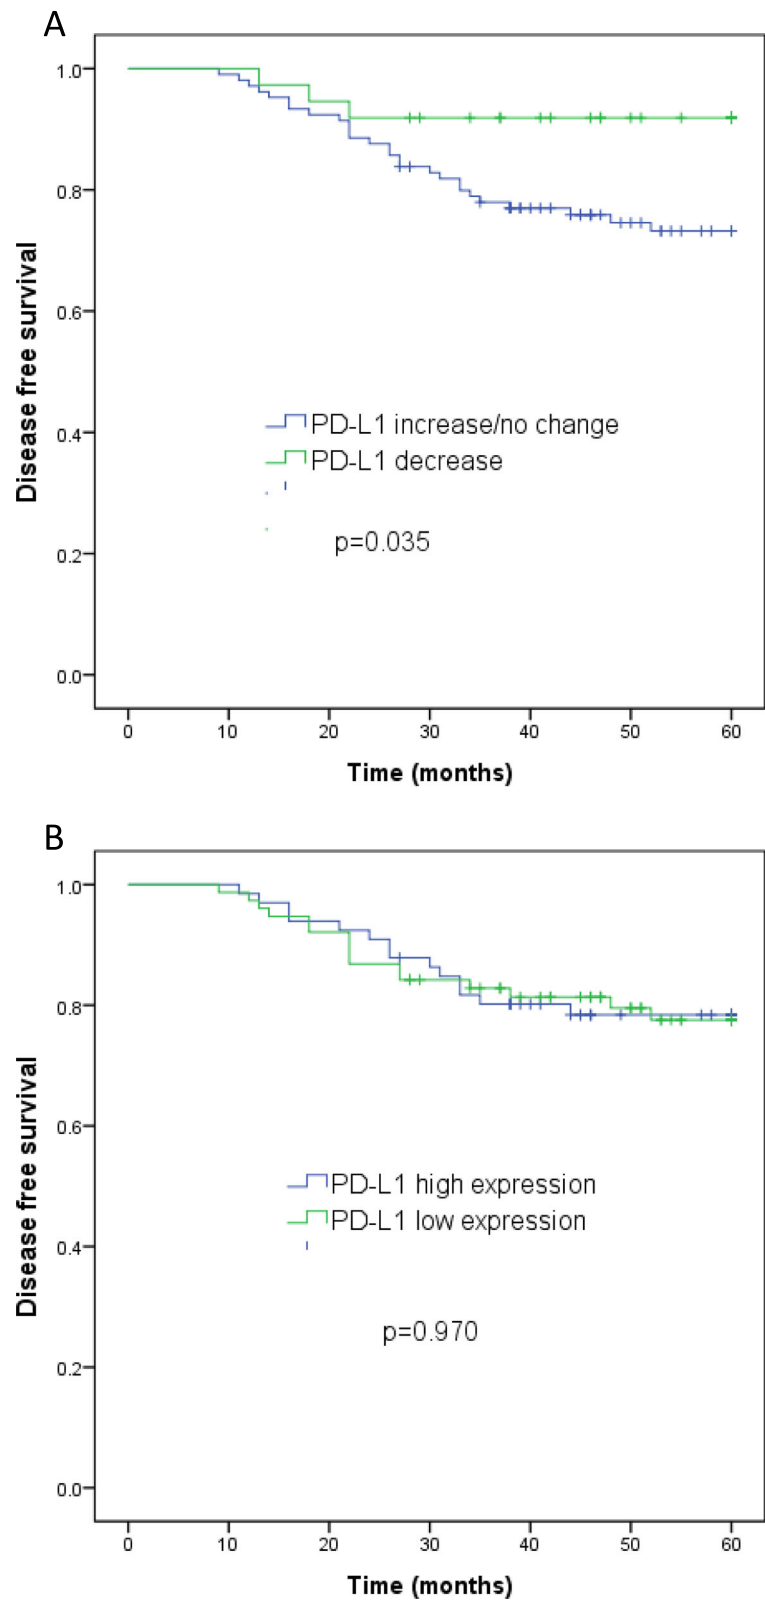 A
1.0
0.8
0.6
0.4
0.2
0.0
Disease free survival
PD-L1 increase/no change
PD-L1 decrease
p=0.035
0 10 20 30 40 50 60
Time (months)
B
1.0
0.8
0.6
0.4
0.2
0.0
Disease free survival
PD-L1 high expression
PD-L1 low expression
p=0.970
0 10 20 30 40 50 60
Time (months)